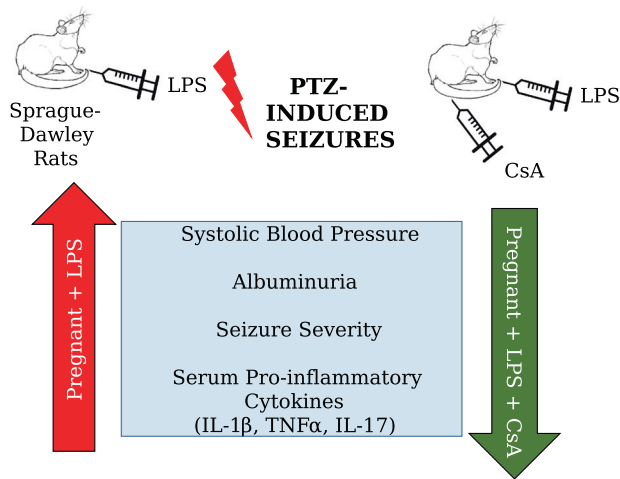 LPS
Sprague-
Dawley
Rats
PTZ-
INDUCED
SEIZURES
LPS
CsA
Pregnant + LPS
Systolic Blood Pressure
Albuminuria
Seizure Severity
Serum Pro-inflammatory
Cytokines
(IL-1β, TNFα, IL-17)
Pregnant + LPS + CsA